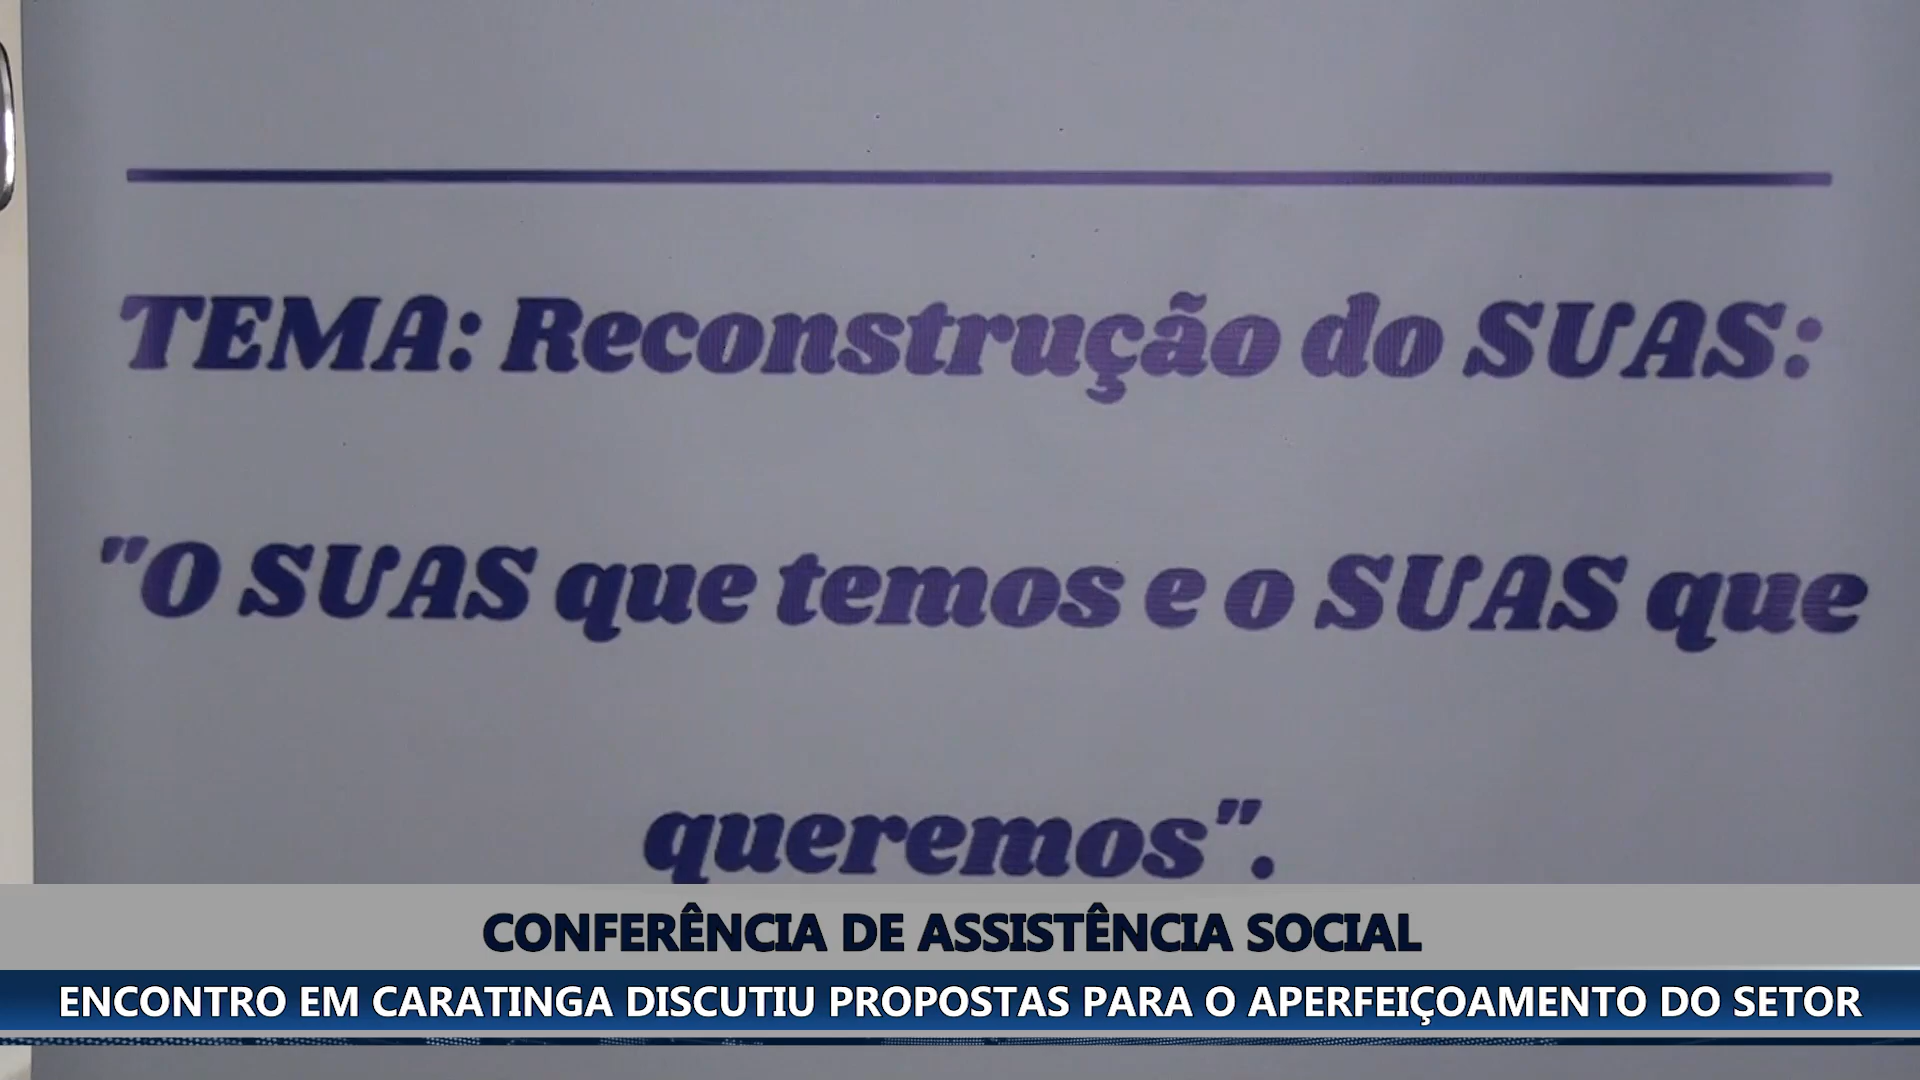 TEMA: Reconstrução do SUAS:
"O SUAS que temos e o SUAS que
queremos".
CONFERÊNCIA DE ASSISTÊNCIA SOCIAL
ENCONTRO EM CARATINGA DISCUTIU PROPOSTAS PARA O APERFEIÇOAMENTO DO SETOR